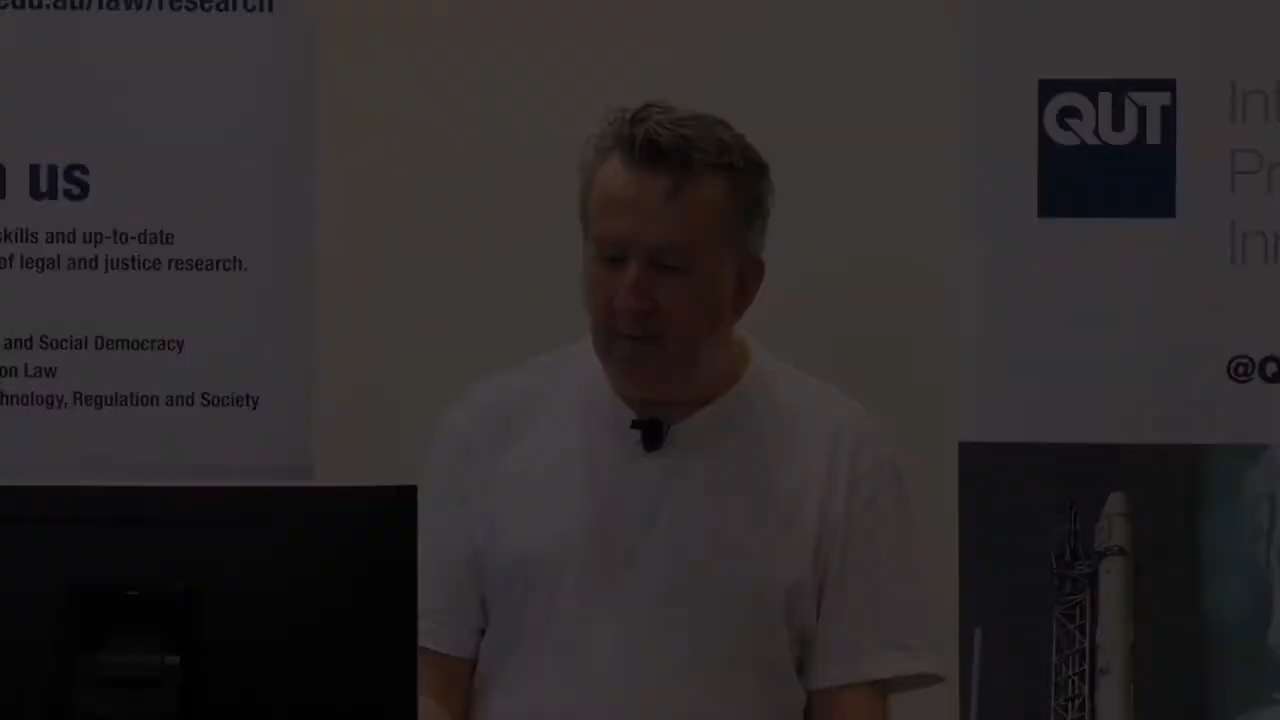 edu.au/law/research
us
skills and up-to-date
of legal and justice research.
and Social Democracy
on Law
hnology, Regulation and Society
QUT
@Q